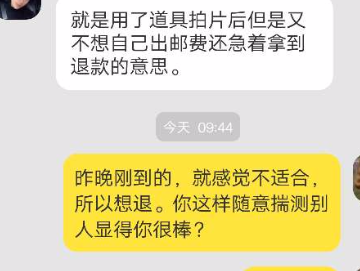 就是用了道具拍片后但是又
不想自己出邮费还急着拿到
退款的意思。
今天 09:44
昨晚刚到的，就感觉不适合，
所以想退。你这样随意揣测别
人显得你很棒？